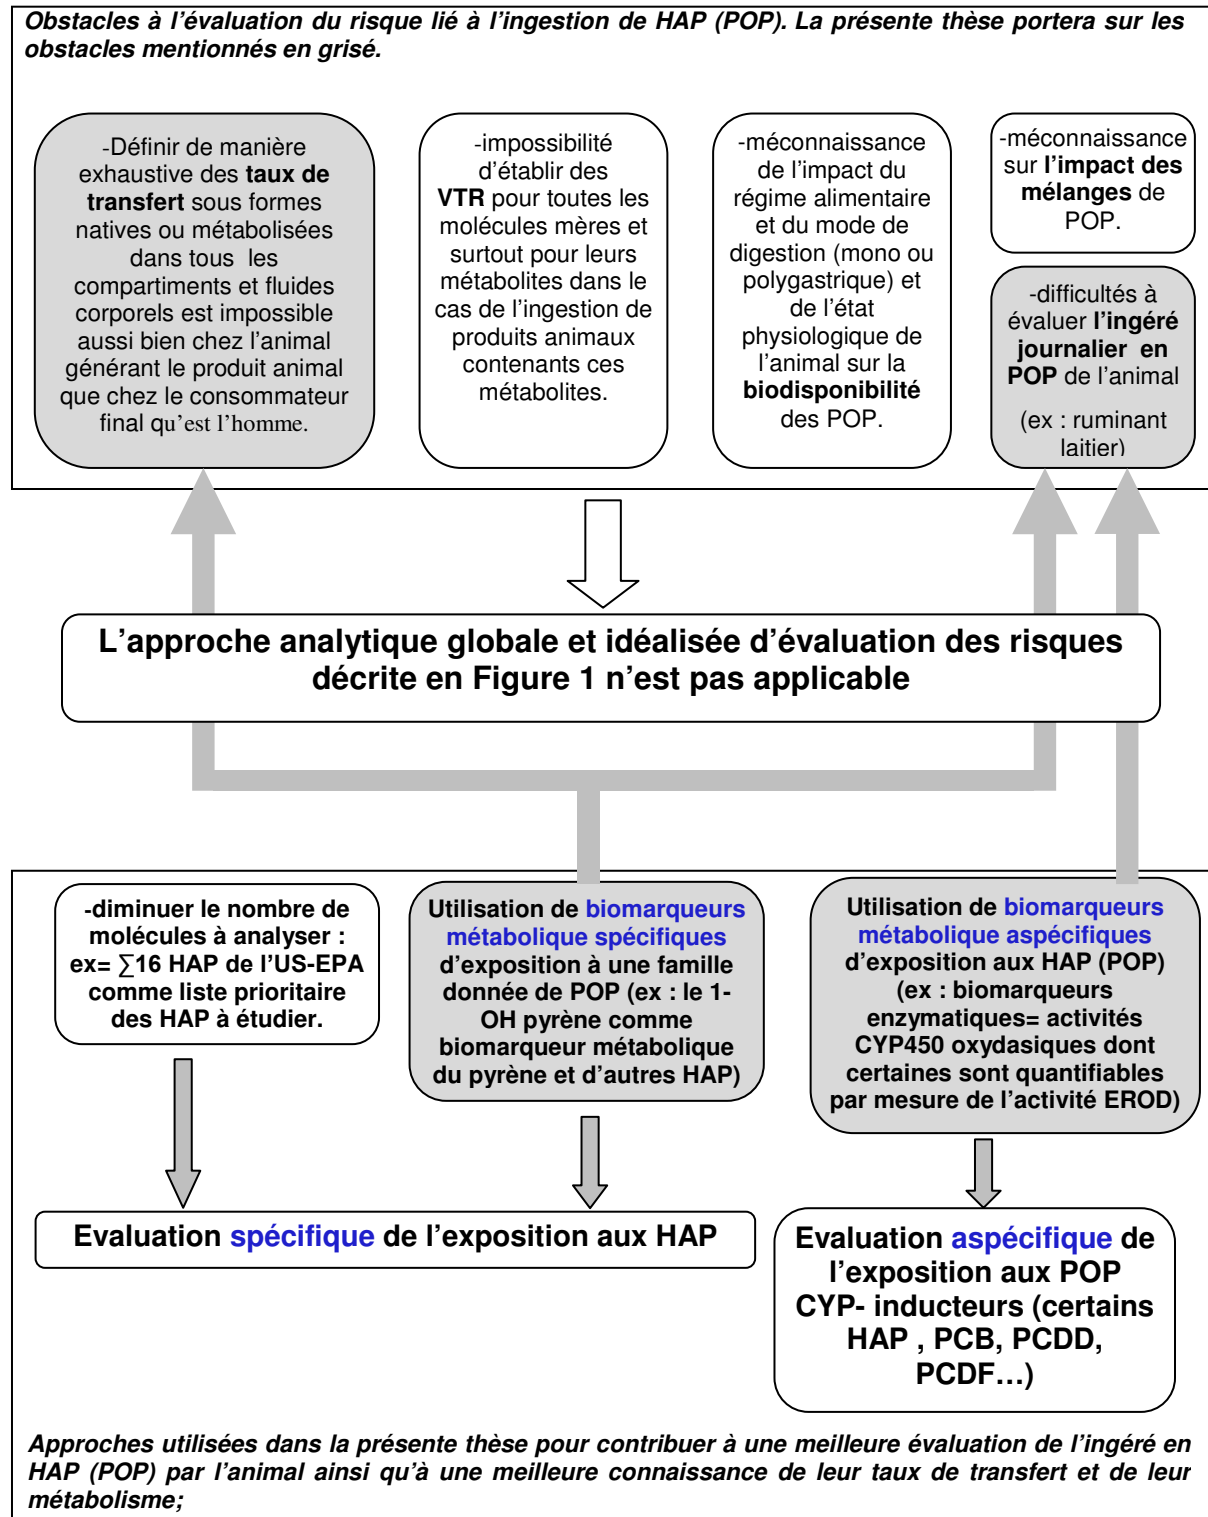 Obstacles à l'évaluation du risque lié à l'ingestion de HAP (POP). La présente thèse portera sur les
obstacles mentionnés en grisé.
-Définir de manière
exhaustive des taux de
transfert sous formes
natives ou métabolisées
dans tous les
compartiments et fluides
corporels est impossible
aussi bien chez l'animal
générant le produit animal
que chez le consommateur
final qu'est l'homme.
-impossibilité
d'établir des
VTR pour toutes les
molécules mères et
surtout pour leurs
métabolites dans le
cas de l'ingestion de
produits animaux
contenants ces
métabolites.
-méconnaissance
de l'impact du
régime alimentaire
et du mode de
digestion (mono ou
polygastrique) et
de l'état
physiologique de
l'animal sur la
biodisponibilité
des POP.
-méconnaissance
sur l'impact des
mélanges de
POP.
-difficultés à
évaluer l'ingéré
journalier en
POP de l'animal
(ex : ruminant
laitier)
L'approche analytique globale et idéalisée d'évaluation des risques
décrite en Figure 1 n'est pas applicable
-diminuer le nombre de
molécules à analyser :
ex= ∑16 HAP de l'US-EPA
comme liste prioritaire
des HAP à étudier.
Utilisation de biomarqueurs
métabolique spécifiques
d'exposition à une famille
donnée de POP (ex : le 1-
OH pyrène comme
biomarqueur métabolique
du pyrène et d'autres HAP)
Utilisation de biomarqueurs
métabolique aspécifiques
d'exposition aux HAP (POP)
(ex : biomarqueurs
enzymatiques= activités
CYP450 oxydasiques dont
certaines sont quantifiables
par mesure de l'activité EROD)
Evaluation spécifique de l'exposition aux HAP
Evaluation aspécifique de
l'exposition aux POP
CYP- inducteurs (certains
HAP , PCB, PCDD,
PCDF…)
Approches utilisées dans la présente thèse pour contribuer à une meilleure évaluation de l'ingéré en
HAP (POP) par l'animal ainsi qu'à une meilleure connaissance de leur taux de transfert et de leur
métabolisme;